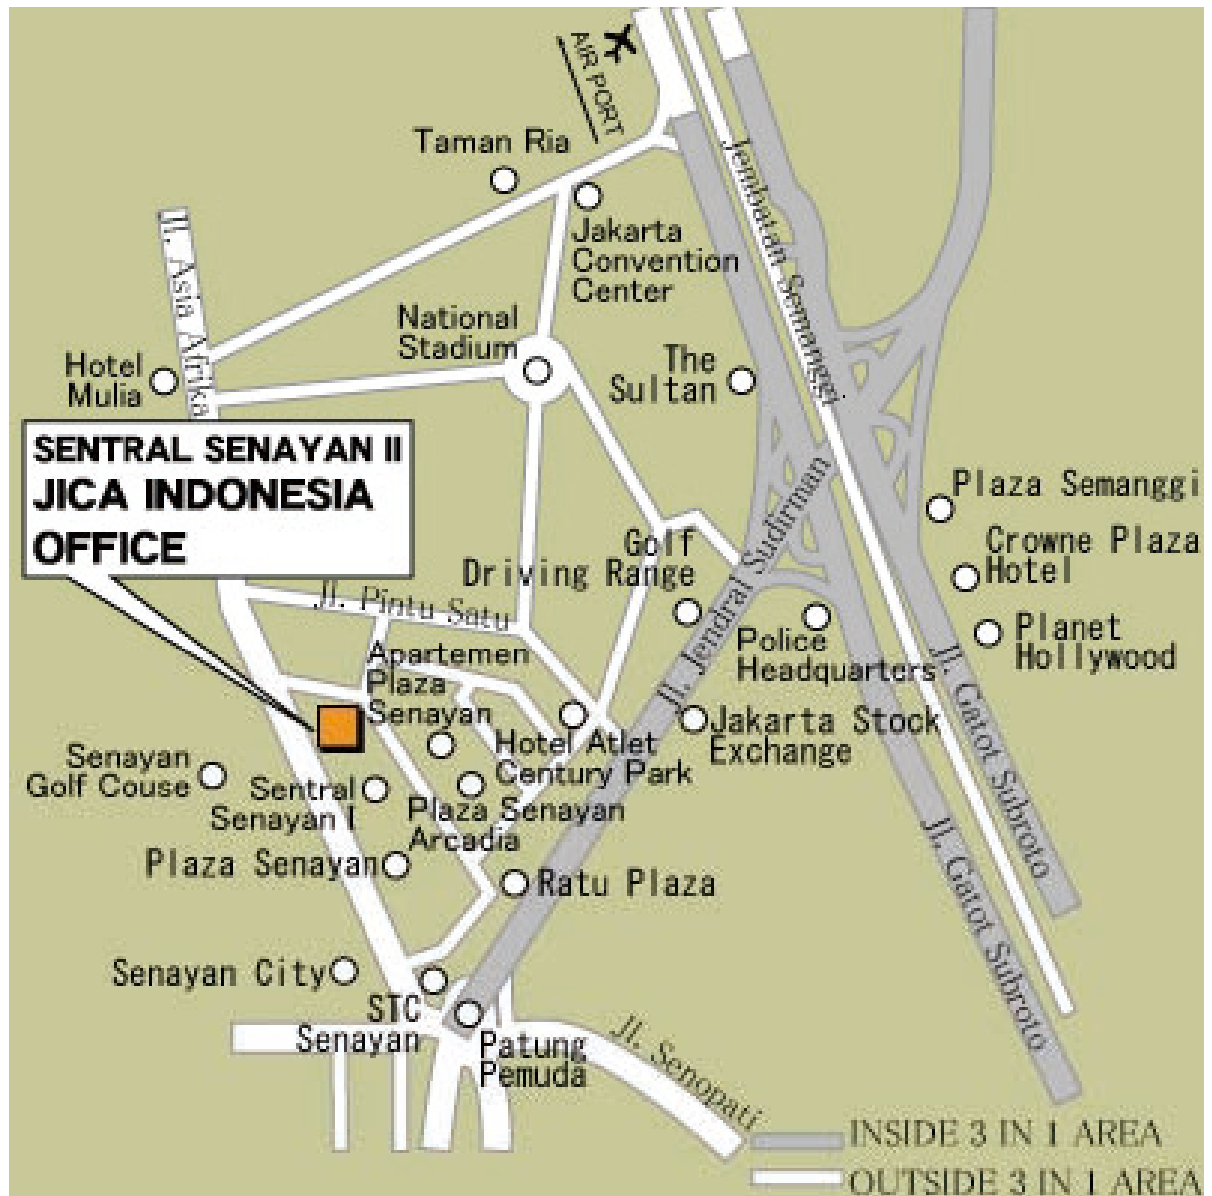 AIR PORT
Taman Ria
Jembatan Semanggi
Jl. Asia Afrika
Jakarta
Convention
Center
National
Stadium
Hotel
Mulia
The
Sultan
SENTRAL SENAYAN II
JICA INDONESIA
OFFICE
Plaza Semanggi
Crowne Plaza
Hotel
Golf
Driving Range
Jl. Jendral Sudirman
Jl. Pintu Satu
Police
Headquarters
Planet
Hollywood
Apartemen
Plaza
Senayan
Jl. Gatot Subroto
Jakarta Stock
Exchange
Hotel Atlet
Century Park
Senayan
Golf Couse
Sentral
Senayan I
Plaza Senayan
Arcadia
Jl. Gatot Subroto
Plaza Senayan
Ratu Plaza
Senayan City
STC
Senayan
Patung
Pemuda
Jl. Senopati
INSIDE 3 IN 1 AREA
OUTSIDE 3 IN 1 AREA